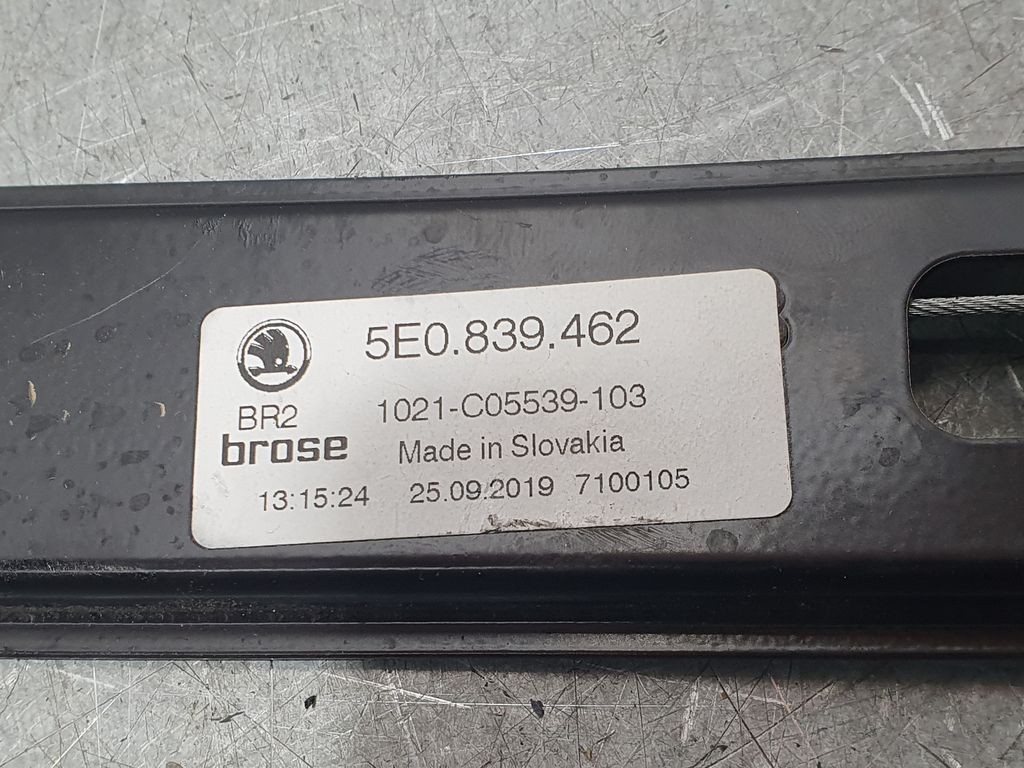 5E0.839.462
BR2 1021-C05539-103
brose Made in Slovakia
13:15:24 25.09.2019 7100105